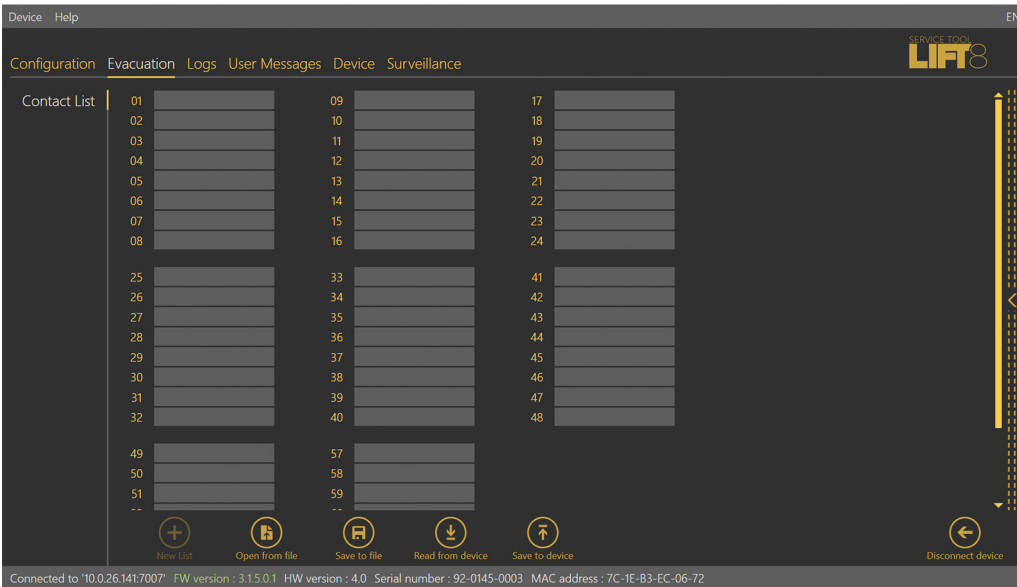 Device Help EN
SERVICE TOOL
LIFT8
Configuration Evacuation Logs User Messages Device Surveillance
Contact List
01 09 17
02 10 18
03 11 19
04 12 20
05 13 21
06 14 22
07 15 23
08 16 24
25 33 41
26 34 42
27 35 43
28 36 44
29 37 45
30 38 46
31 39 47
32 40 48
49 57
50 58
51 59
New List Open from file Save to file Read from device Save to device Disconnect device
Connected to '10.0.26.141:7007' FW version : 3.1.5.0.1 HW version : 4.0 Serial number : 92-0145-0003 MAC address : 7C-1E-B3-EC-06-72